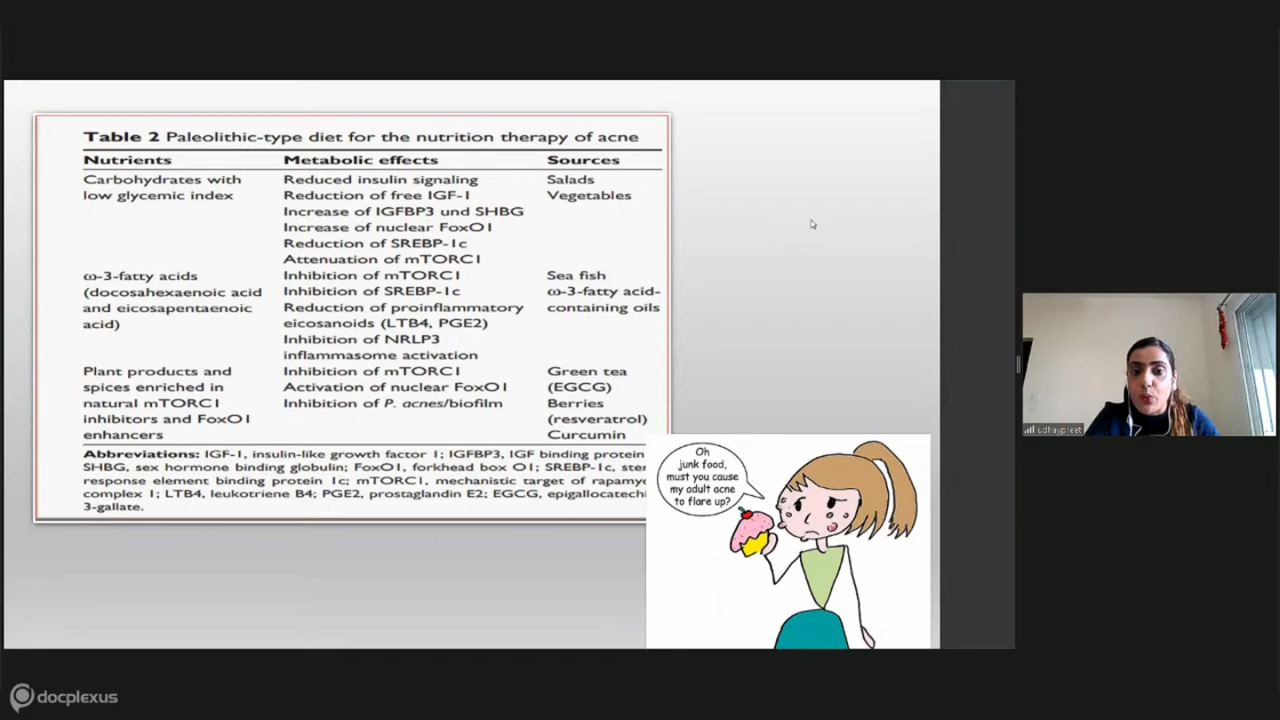 Table 2 Paleolithic-type diet for the nutrition therapy of acne
Nutrients Metabolic effects Sources
Carbohydrates with Reduced insulin signaling Salads
low glycemic index Reduction of free IGF-1 Vegetables
Increase of IGFBP3 und SHBG
Increase of nuclear FoxO1
Reduction of SREBP-1c
Attenuation of mTORC1
ω-3-fatty acids Inhibition of mTORC1 Sea fish
(docosahexaenoic acid Inhibition of SREBP-1c ω-3-fatty acid-
and eicosapentaenoic Reduction of proinflammatory containing oils
acid) eicosanoids (LTB4, PGE2)
Inhibition of NRLP3
inflammasome activation
Plant products and Inhibition of mTORC1 Green tea
spices enriched in Activation of nuclear FoxO1 (EGCG)
natural mTORC1 Inhibition of P. acnes/biofilm Berries
inhibitors and FoxO1 (resveratrol)
enhancers Curcumin
Abbreviations: IGF-1, insulin-like growth factor 1; IGFBP3, IGF binding protein
SHBG, sex hormone binding globulin; FoxO1, forkhead box O1; SREBP-1c, ster
response element binding protein 1c; mTORC1, mechanistic target of rapamyc
complex 1; LTB4, leukotriene B4; PGE2, prostaglandin E2; EGCG, epigallocatechi
3-gallate.
Oh
junk food,
must you cause
my adult acne
to flare up?
udhaypreet
docplexus